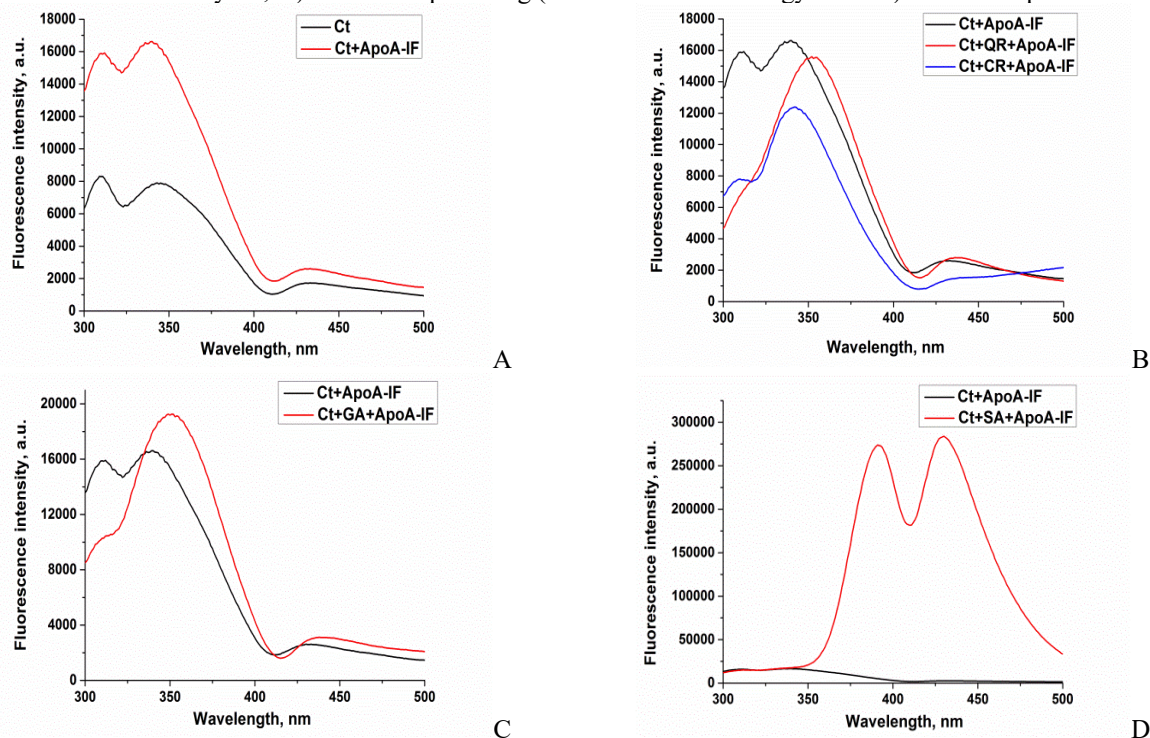 Ct
Ct+ApoA-IF
18000
16000
14000
12000
10000
8000
6000
4000
2000
0
300
350
400
450
500
Fluorescence intensity, a.u.
Wavelength, nm
A
Ct+ApoA-IF
Ct+QR+ApoA-IF
Ct+CR+ApoA-IF
18000
16000
14000
12000
10000
8000
6000
4000
2000
0
300
350
400
450
500
Fluorescence intensity, a.u.
Wavelength, nm
B
Ct+ApoA-IF
Ct+GA+ApoA-IF
20000
16000
12000
8000
4000
0
300
350
400
450
500
Fluorescence intensity, a.u.
Wavelength, nm
C
Ct+ApoA-IF
Ct+SA+ApoA-IF
300000
250000
200000
150000
100000
50000
0
300
350
400
450
500
Fluorescence intensity, a.u.
Wavelength, nm
D